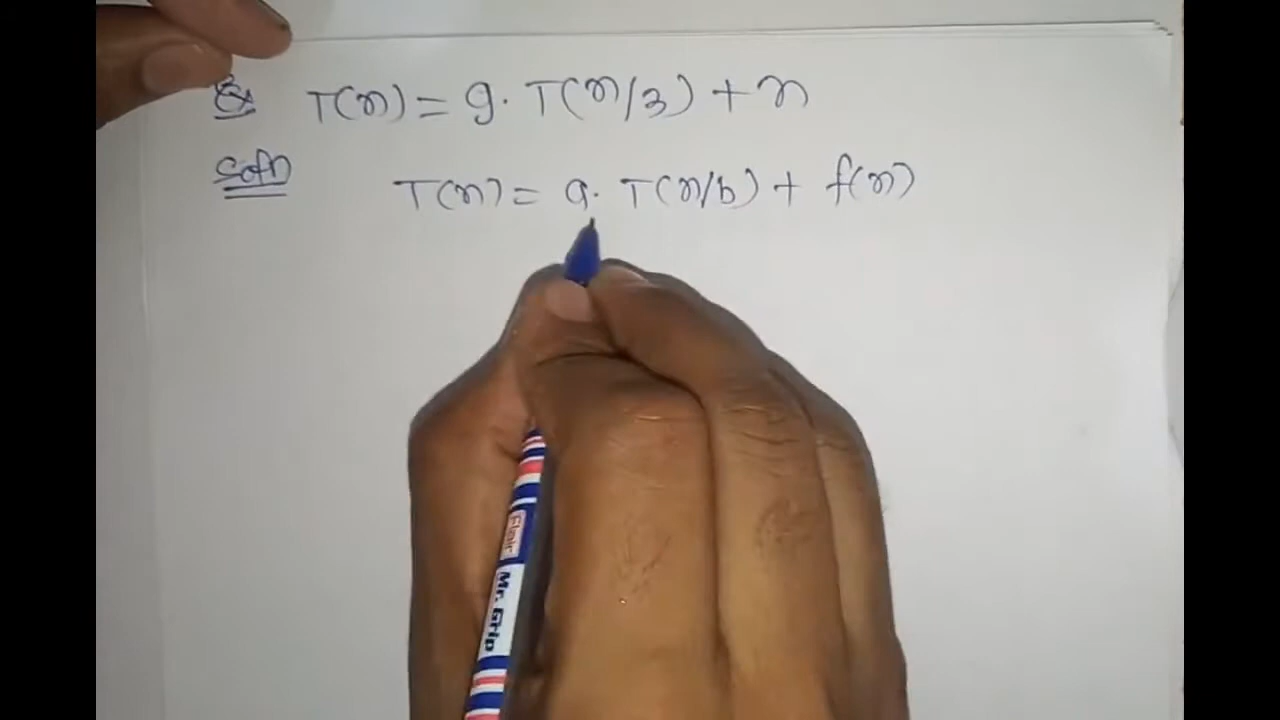 Q T(n) = 9. T(n/3) + n
Soln T(n) = a. T(n/b) + f(n)
Flair
Mr. Grip